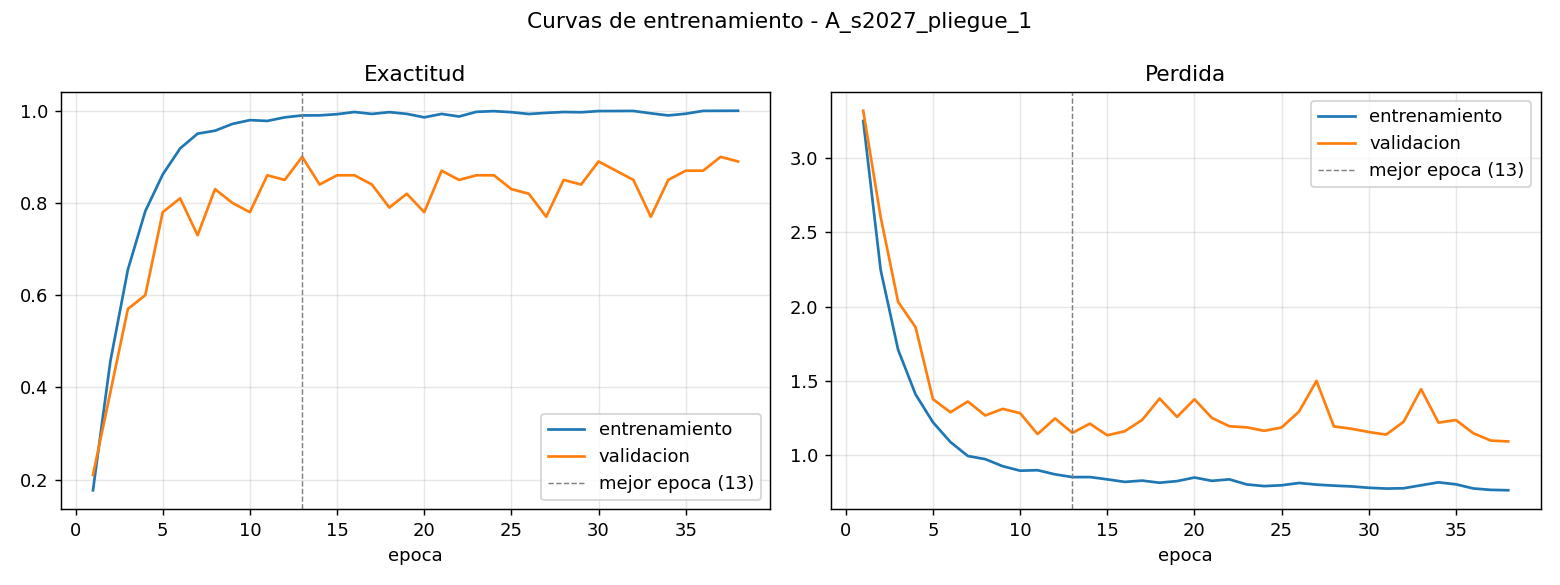 Curvas de entrenamiento - A_s2027_pliegue_1
Exactitud
1.0
0.8
0.6
0.4
0.2
0 5 10 15 20 25 30 35
epoca
entrenamiento
validacion
mejor epoca (13)
Perdida
3.0
2.5
2.0
1.5
1.0
0 5 10 15 20 25 30 35
epoca
entrenamiento
validacion
mejor epoca (13)